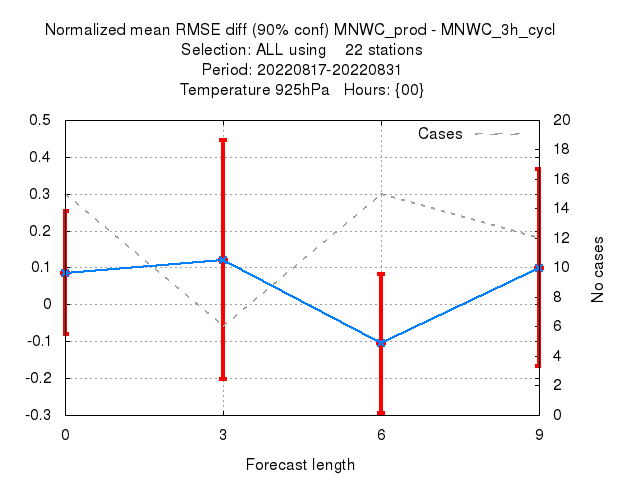 Normalized mean RMSE diff (90% conf) MNWC_prod - MNWC_3h_cycl
Selection: ALL using    22 stations
Period: 20220817-20220831
Temperature 925hPa   Hours: {00}
Cases
0.5
0.4
0.3
0.2
0.1
0
-0.1
-0.2
-0.3
20
18
16
14
12
10
8
6
4
2
0
No cases
0 3 6 9
Forecast length